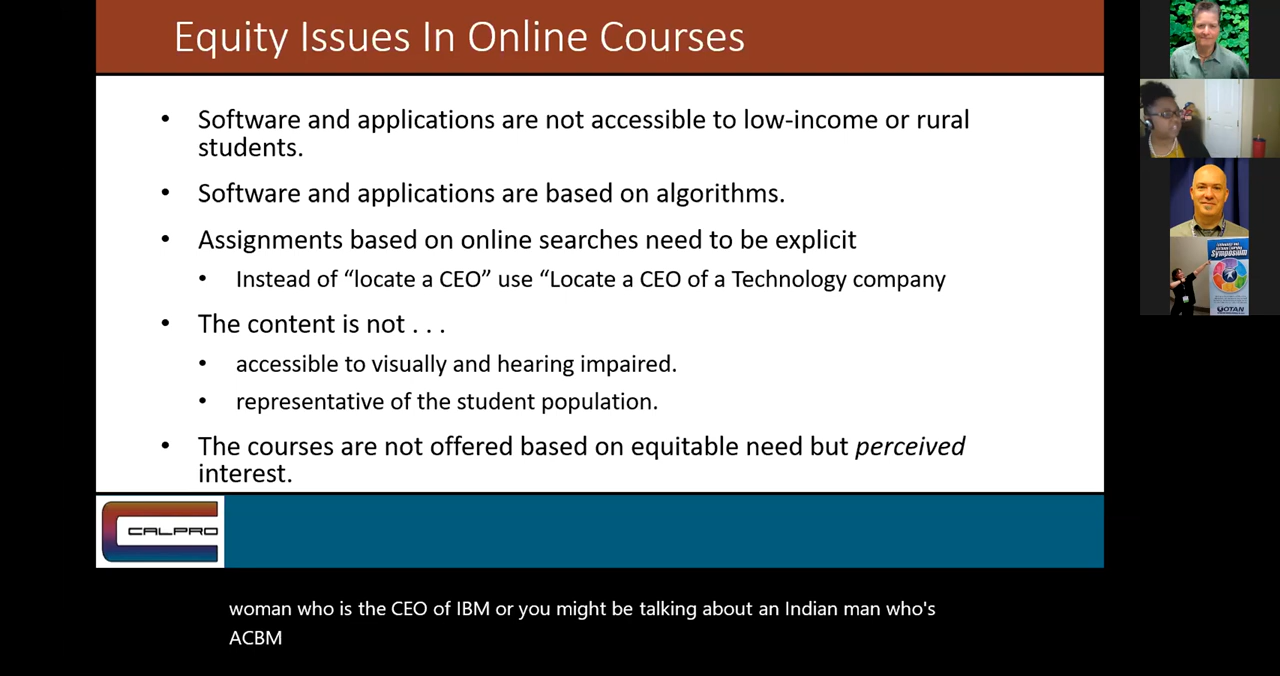 Equity Issues In Online Courses
• Software and applications are not accessible to low-income or rural
students.
• Software and applications are based on algorithms.
• Assignments based on online searches need to be explicit
• Instead of “locate a CEO” use “Locate a CEO of a Technology company
• The content is not . . .
• accessible to visually and hearing impaired.
• representative of the student population.
• The courses are not offered based on equitable need but perceived
interest.
CALPRO
woman who is the CEO of IBM or you might be talking about an Indian man who's
ACBM
Symposium
OTAN